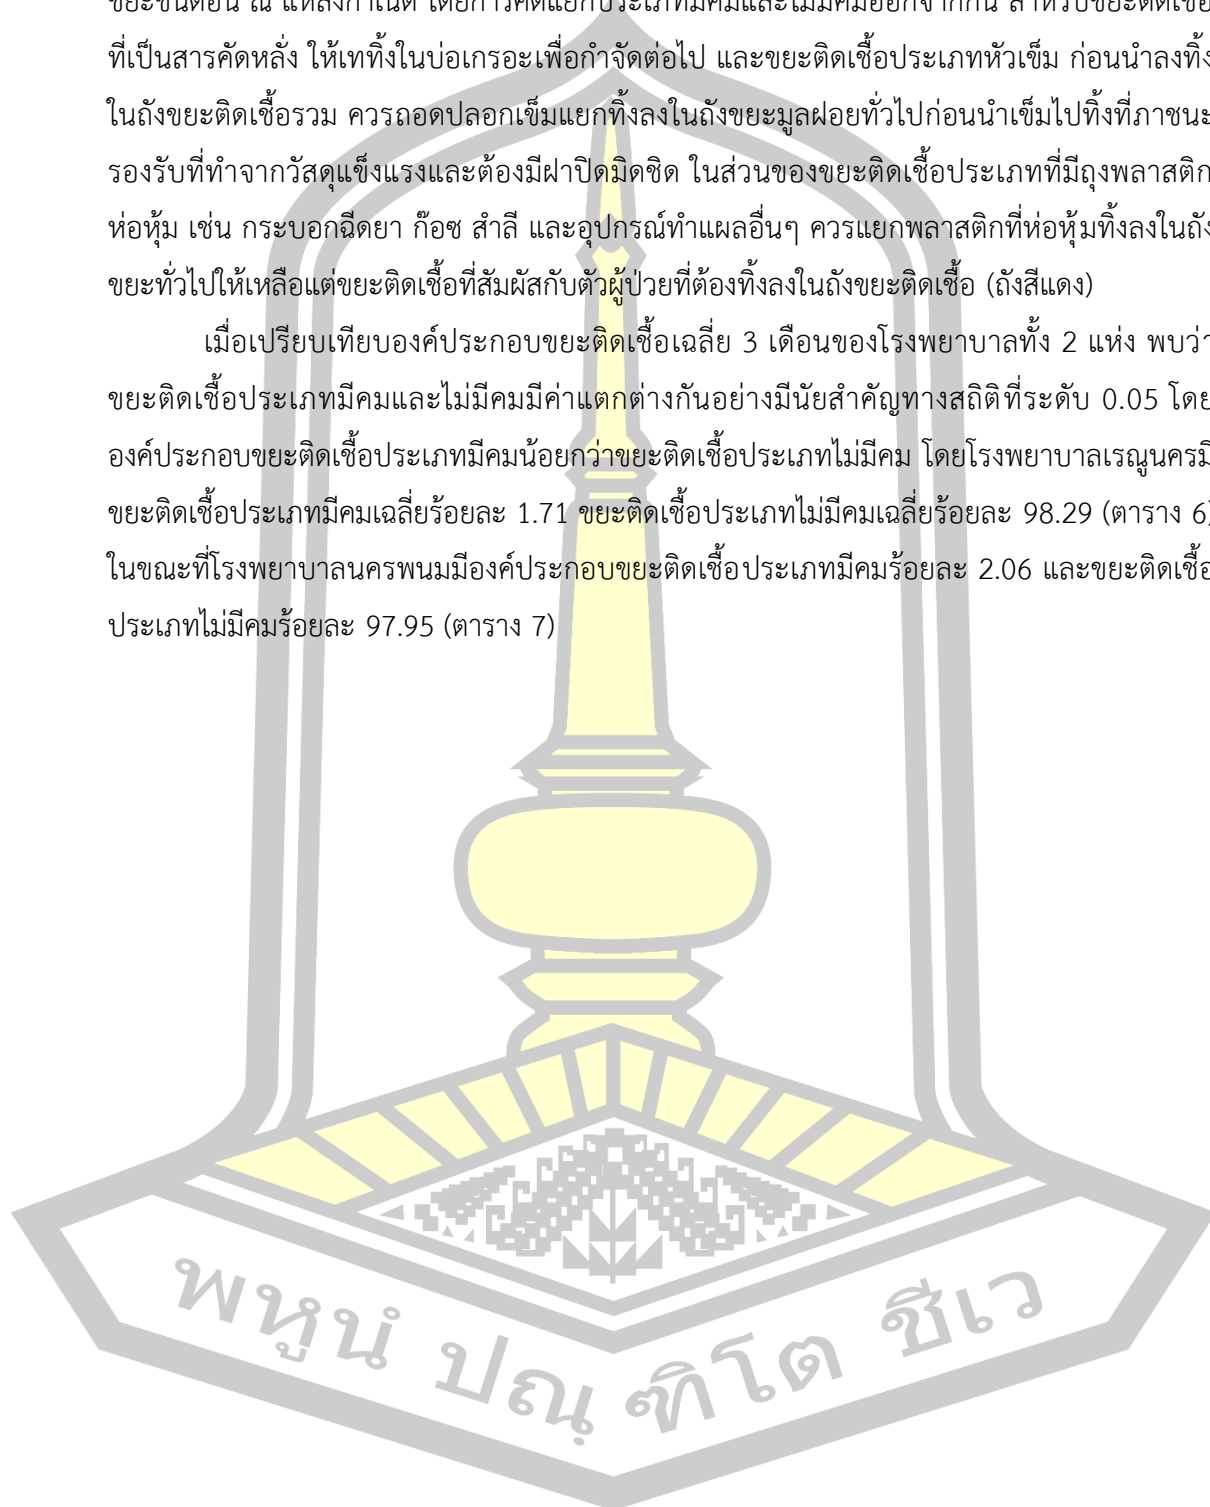 ที่เป็นสารคัดหลั่ง ให้เททิ้งในบ่อเกรอะเพื่อกำจัดต่อไป และขยะติดเชื้อประเภทหัวเข็ม ก่อนนำลงทิ้ง
ในถังขยะติดเชื้อรวม ควรถอดปลอกเข็มแยกทิ้งลงในถังขยะมูลฝอยทั่วไปก่อนนำเข็มไปทิ้งที่ภาชนะ
รองรับที่ทำจากวัสดุแข็งแรงและต้องมีฝาปิดมิดชิด ในส่วนของขยะติดเชื้อประเภทที่มีถุงพลาสติก
ห่อหุ้ม เช่น กระบอกฉีดยา ก๊อซ สำลี และอุปกรณ์ทำแผลอื่นๆ ควรแยกพลาสติกที่ห่อหุ้มทิ้งลงในถัง
ขยะทั่วไปให้เหลือแต่ขยะติดเชื้อที่สัมผัสกับตัวผู้ป่วยที่ต้องทิ้งลงในถังขยะติดเชื้อ (ถังสีแดง)
เมื่อเปรียบเทียบองค์ประกอบขยะติดเชื้อเฉลี่ย 3 เดือนของโรงพยาบาลทั้ง 2 แห่ง พบว่า
ขยะติดเชื้อประเภทมีคมและไม่มีคมมีค่าแตกต่างกันอย่างมีนัยสำคัญทางสถิติที่ระดับ 0.05 โดย
องค์ประกอบขยะติดเชื้อประเภทมีคมน้อยกว่าขยะติดเชื้อประเภทไม่มีคม โดยโรงพยาบาลเรณูนครมี
ขยะติดเชื้อประเภทมีคมเฉลี่ยร้อยละ 1.71 ขยะติดเชื้อประเภทไม่มีคมเฉลี่ยร้อยละ 98.29 (ตาราง 6)
ในขณะที่โรงพยาบาลนครพนมมีองค์ประกอบขยะติดเชื้อประเภทมีคมร้อยละ 2.06 และขยะติดเชื้อ
ประเภทไม่มีคมร้อยละ 97.95 (ตาราง 7)
พหูนํ ปณฺฑิโต ชีเว